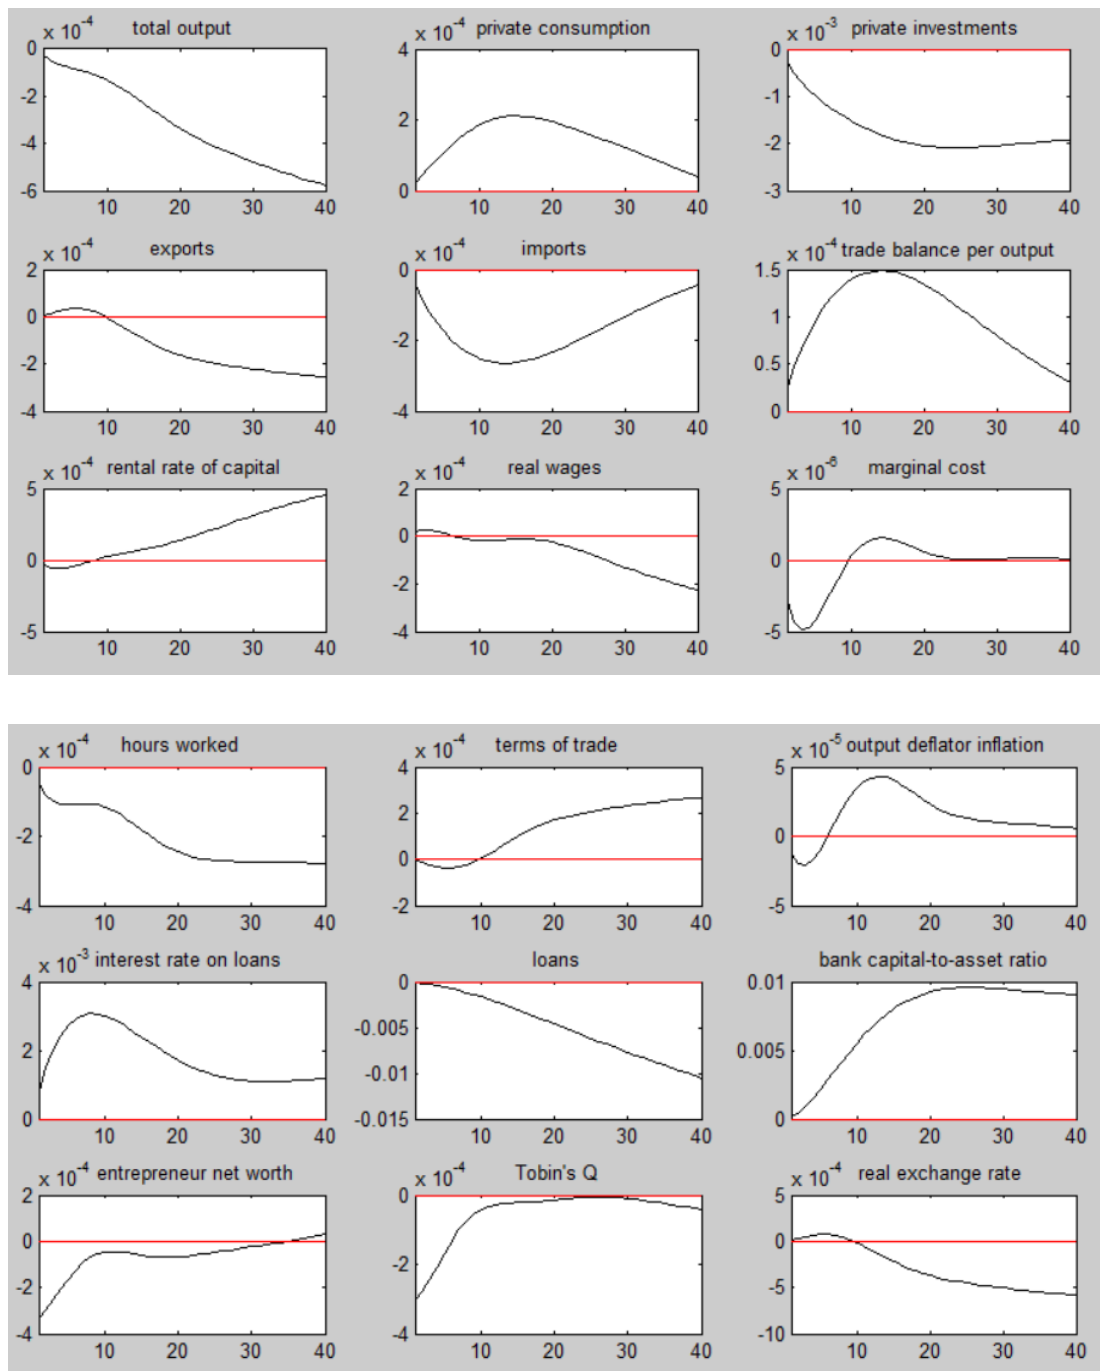 x 10^-4 total output
0
-2
-4
-6
10 20 30 40
x 10^-4 private consumption
4
2
0
10 20 30 40
x 10^-3 private investments
0
-1
-2
-3
10 20 30 40
x 10^-4 exports
2
0
-2
-4
10 20 30 40
x 10^-4 imports
0
-2
-4
10 20 30 40
x 10^-4 trade balance per output
1.5
1
0.5
0
10 20 30 40
x 10^-4 rental rate of capital
5
0
-5
10 20 30 40
x 10^-4 real wages
2
0
-2
-4
10 20 30 40
x 10^-6 marginal cost
5
0
-5
10 20 30 40
x 10^-4 hours worked
0
-2
-4
10 20 30 40
x 10^-4 terms of trade
4
2
0
-2
10 20 30 40
x 10^-5 output deflator inflation
5
0
-5
10 20 30 40
x 10^-3 interest rate on loans
4
2
0
10 20 30 40
loans
0
-0.005
-0.01
-0.015
10 20 30 40
bank capital-to-asset ratio
0.01
0.005
0
10 20 30 40
x 10^-4 entrepreneur net worth
2
0
-2
-4
10 20 30 40
x 10^-4 Tobin's Q
0
-2
-4
10 20 30 40
x 10^-4 real exchange rate
5
0
-5
-10
10 20 30 40